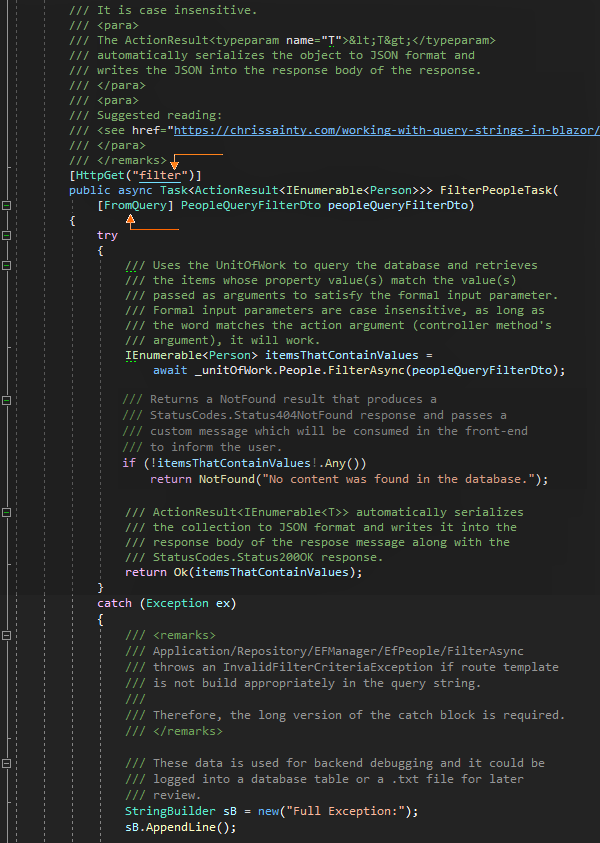 /// It is case insensitive.
/// <para>
/// The ActionResult<typeparam name="T">&lt;T&gt;</typeparam>
/// automatically serializes the object to JSON format and
/// writes the JSON into the response body of the response.
/// </para>
/// <para>
/// Suggested reading:
/// <see href="https://chrissainty.com/working-with-query-strings-in-blazor/
/// </para>
/// </remarks>
[HttpGet("filter")]
public async Task<ActionResult<IEnumerable<Person>>> FilterPeopleTask(
[FromQuery] PeopleQueryFilterDto peopleQueryFilterDto)
{
try
{
/// Uses the UnitOfWork to query the database and retrieves
/// the items whose property value(s) match the value(s)
/// passed as arguments to satisfy the formal input parameter.
/// Formal input parameters are case insensitive, as long as
/// the word matches the action argument (controller method's
/// argument), it will work.
IEnumerable<Person> itemsThatContainValues =
await _unitOfWork.People.FilterAsync(peopleQueryFilterDto);
/// Returns a NotFound result that produces a
/// StatusCodes.Status404NotFound response and passes a
/// custom message which will be consumed in the front-end
/// to inform the user.
if (!itemsThatContainValues!.Any())
return NotFound("No content was found in the database.");
/// ActionResult<IEnumerable<T>> automatically serializes
/// the collection to JSON format and writes it into the
/// response body of the respose message along with the
/// StatusCodes.Status200OK response.
return Ok(itemsThatContainValues);
}
catch (Exception ex)
{
/// <remarks>
/// Application/Repository/EFManager/EfPeople/FilterAsync
/// throws an InvalidFilterCriteriaException if route template
/// is not build appropriately in the query string.
///
/// Therefore, the long version of the catch block is required.
/// </remarks>
/// These data is used for backend debugging and it could be
/// logged into a database table or a .txt file for later
/// review.
StringBuilder sB = new("Full Exception:");
sB.AppendLine();